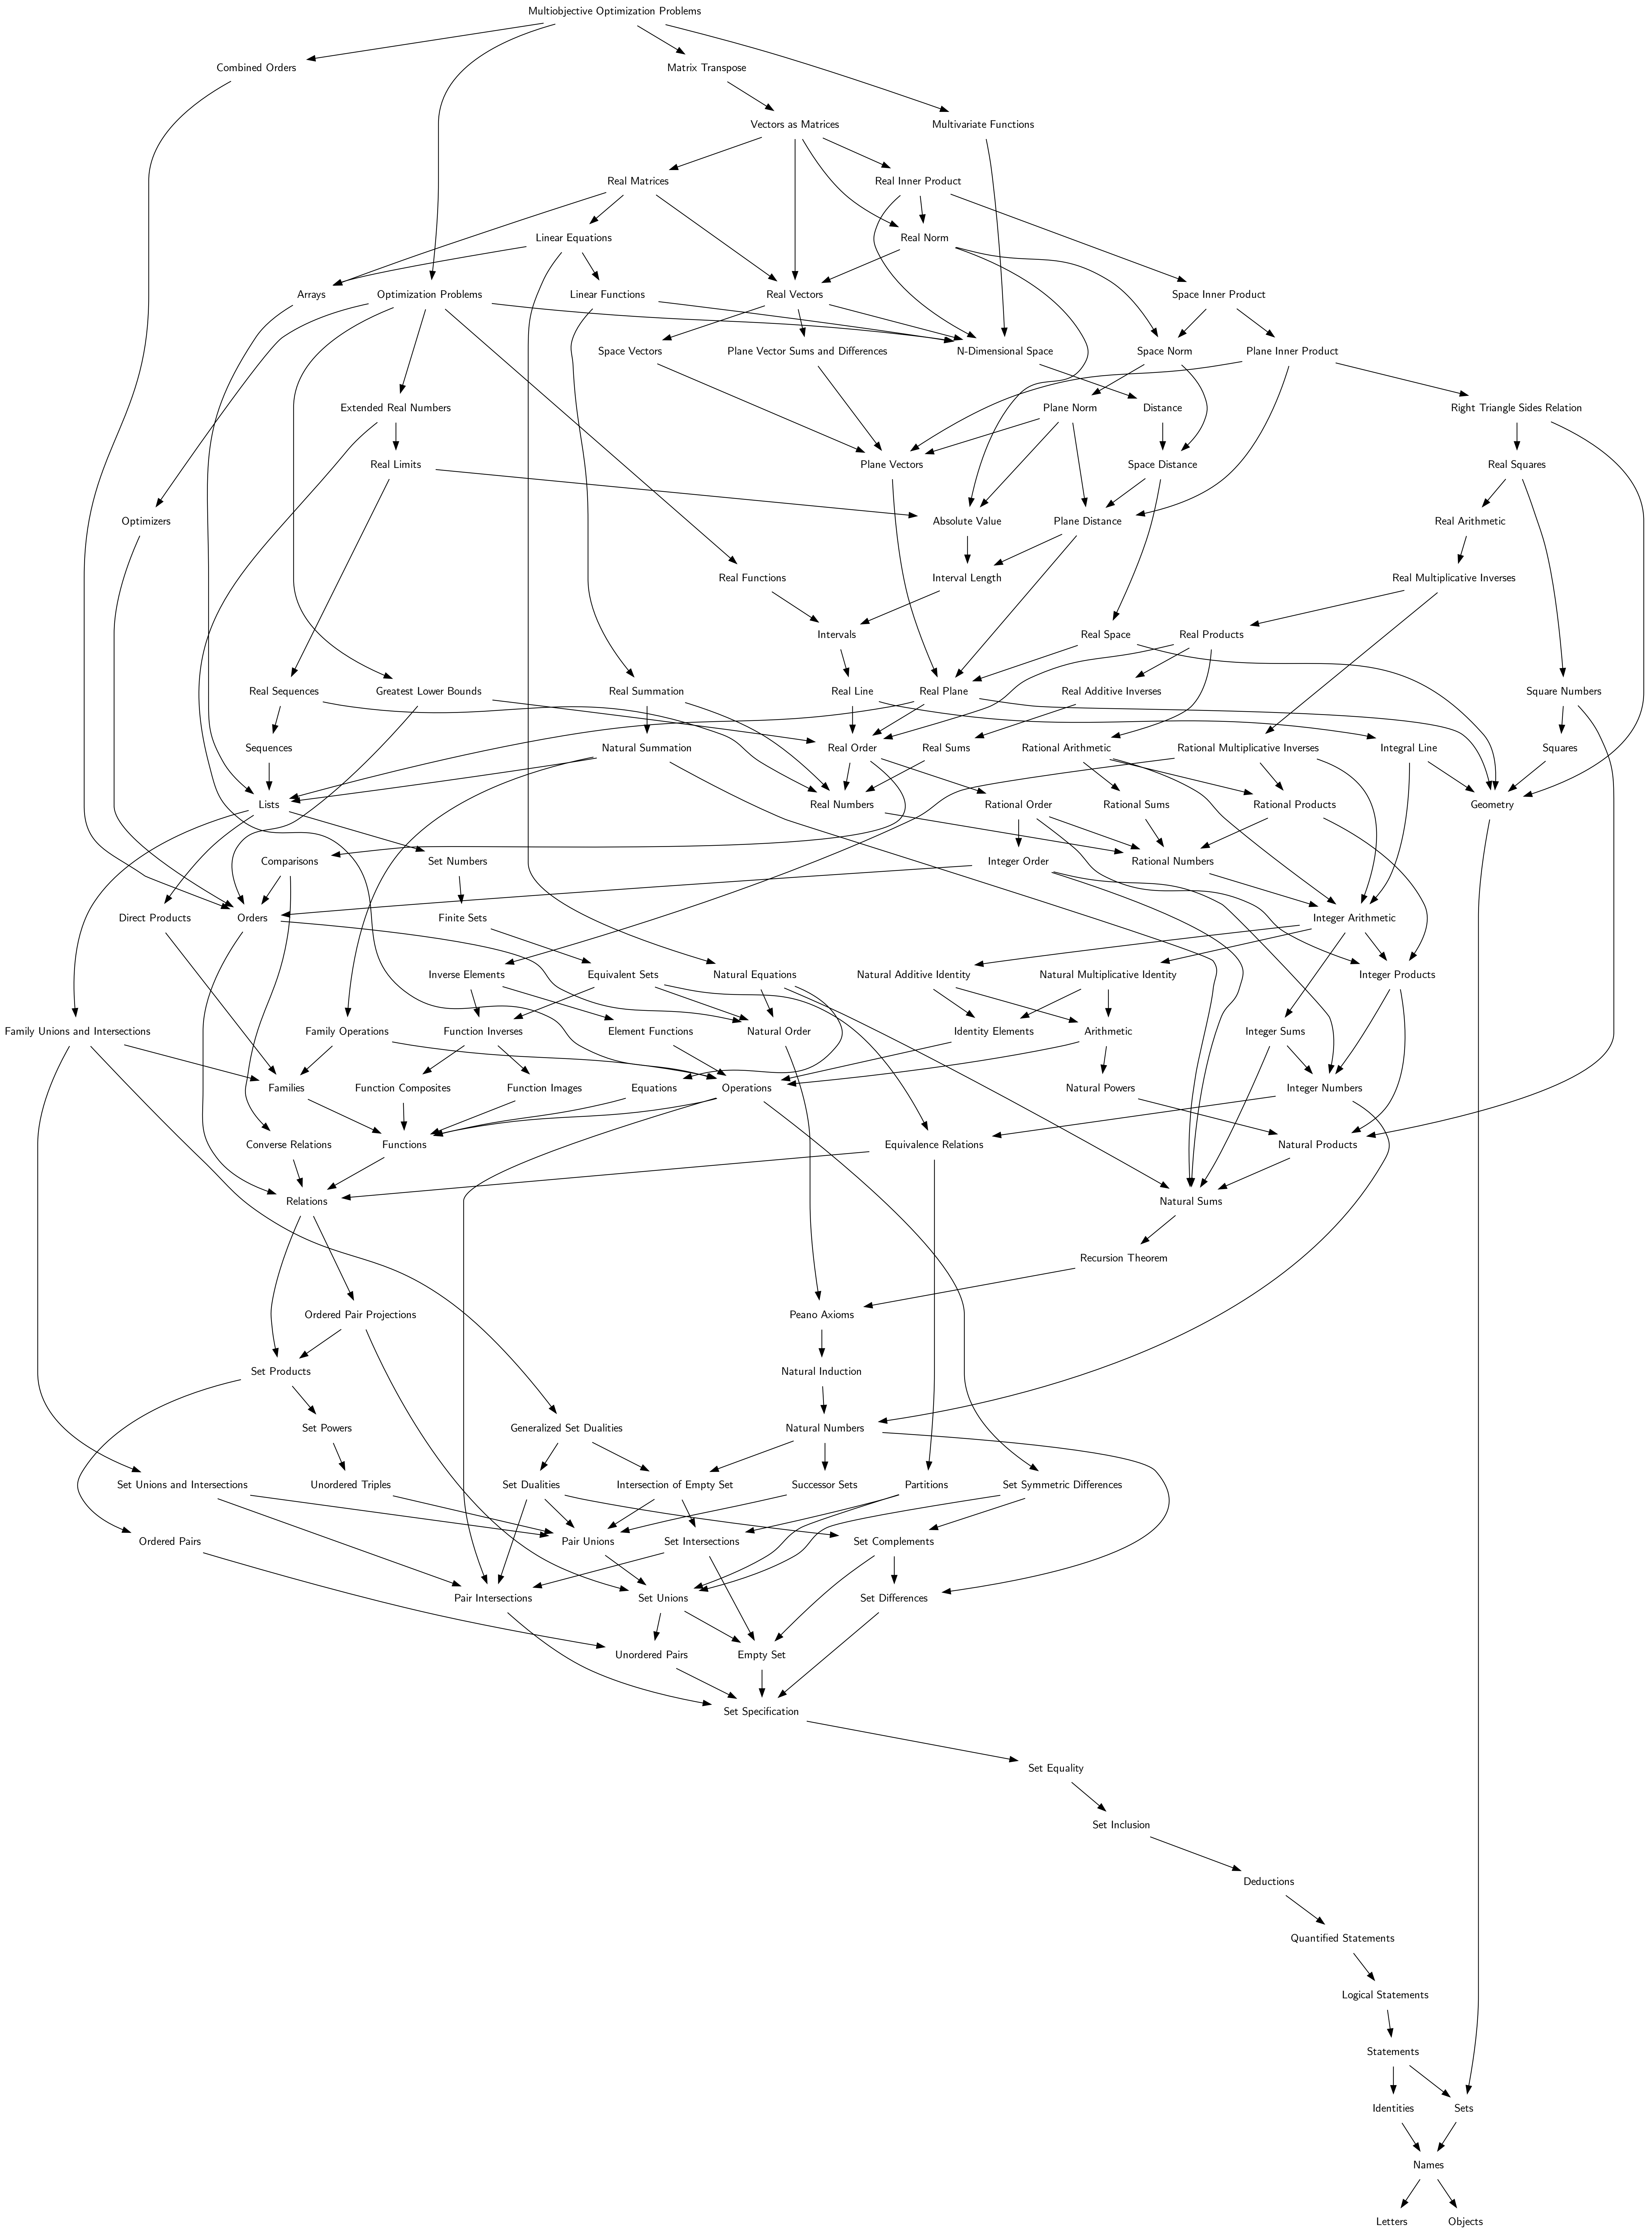 Multiobjective Optimization Problems
Combined Orders
Matrix Transpose
Vectors as Matrices
Multivariate Functions
Real Matrices
Real Inner Product
Linear Equations
Real Norm
Arrays
Optimization Problems
Linear Functions
Real Vectors
Space Inner Product
Space Vectors
Plane Vector Sums and Differences
N-Dimensional Space
Space Norm
Plane Inner Product
Extended Real Numbers
Plane Norm
Distance
Right Triangle Sides Relation
Real Limits
Plane Vectors
Space Distance
Real Squares
Optimizers
Absolute Value
Plane Distance
Real Arithmetic
Real Functions
Interval Length
Real Multiplicative Inverses
Intervals
Real Space
Real Products
Real Sequences
Greatest Lower Bounds
Real Summation
Real Line
Real Plane
Real Additive Inverses
Square Numbers
Sequences
Natural Summation
Real Order
Real Sums
Rational Arithmetic
Rational Multiplicative Inverses
Integral Line
Squares
Lists
Real Numbers
Rational Order
Rational Sums
Rational Products
Geometry
Comparisons
Set Numbers
Integer Order
Rational Numbers
Direct Products
Orders
Finite Sets
Integer Arithmetic
Inverse Elements
Equivalent Sets
Natural Equations
Natural Additive Identity
Natural Multiplicative Identity
Integer Products
Family Unions and Intersections
Family Operations
Function Inverses
Element Functions
Natural Order
Identity Elements
Arithmetic
Integer Sums
Families
Function Composites
Function Images
Equations
Operations
Natural Powers
Integer Numbers
Converse Relations
Functions
Equivalence Relations
Natural Products
Relations
Natural Sums
Recursion Theorem
Ordered Pair Projections
Peano Axioms
Set Products
Natural Induction
Set Powers
Generalized Set Dualities
Natural Numbers
Set Unions and Intersections
Unordered Triples
Set Dualities
Intersection of Empty Set
Successor Sets
Partitions
Set Symmetric Differences
Ordered Pairs
Pair Unions
Set Intersections
Set Complements
Pair Intersections
Set Unions
Set Differences
Unordered Pairs
Empty Set
Set Specification
Set Equality
Set Inclusion
Deductions
Quantified Statements
Logical Statements
Statements
Identities
Sets
Names
Letters
Objects